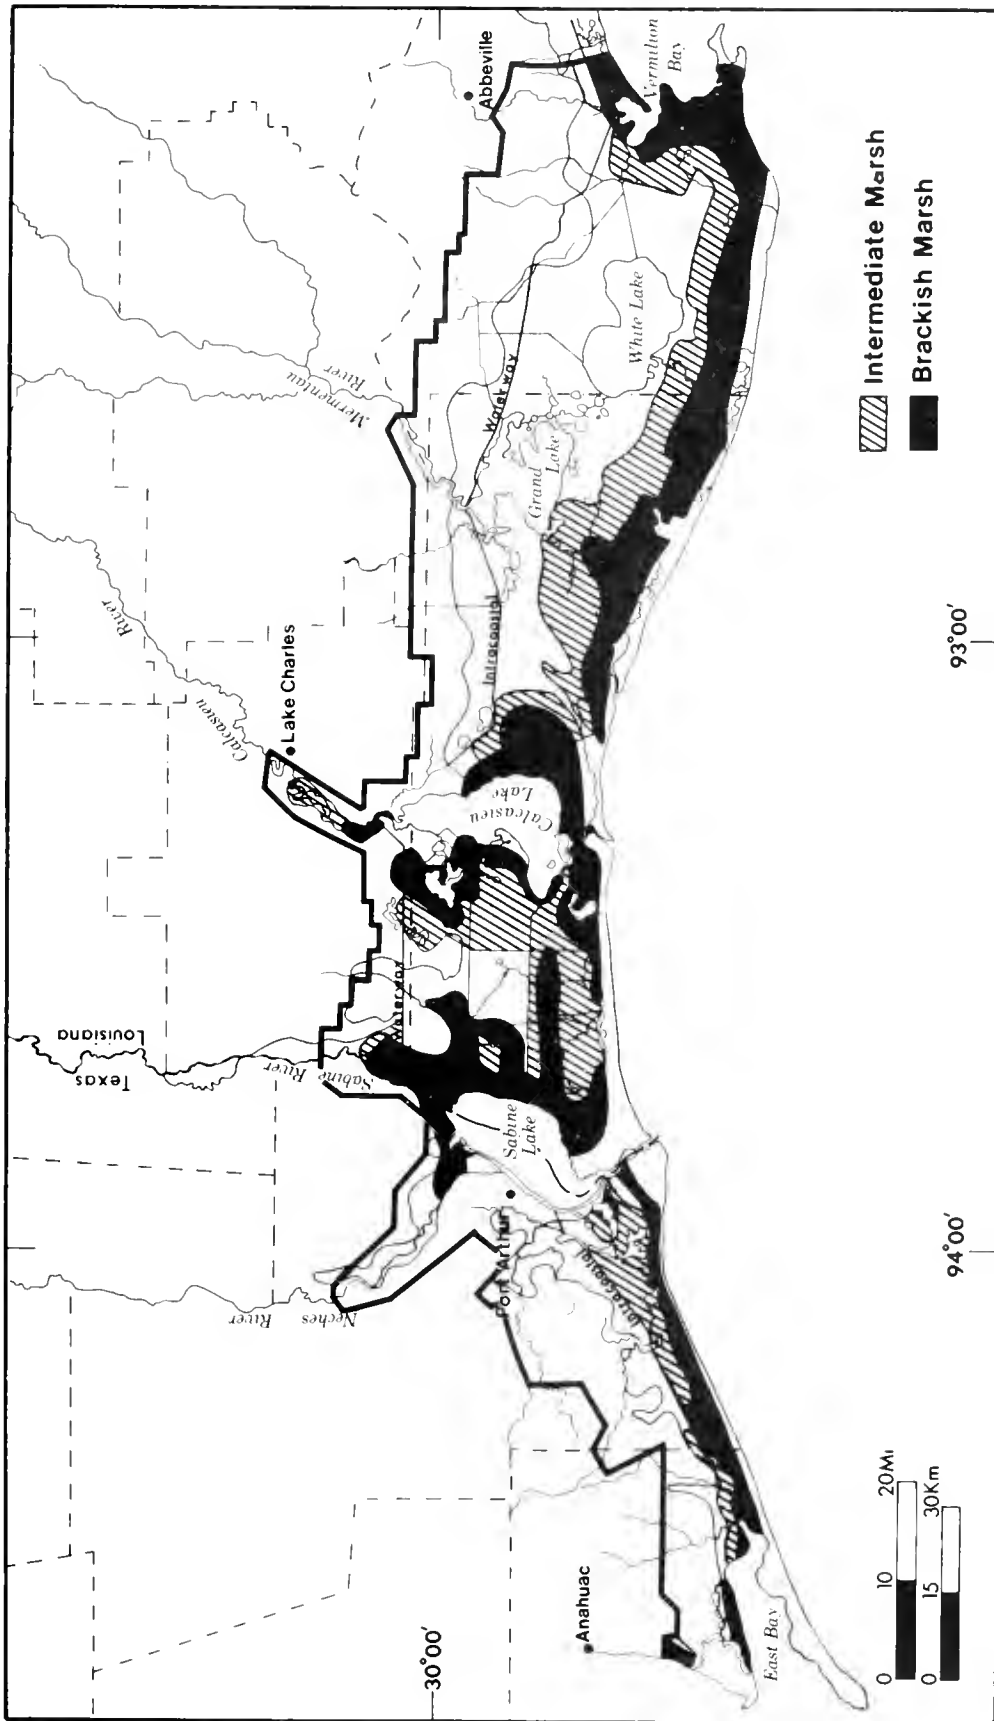 Louisiana
Texas
Calcasieu
River
Mermentau
River
Abbeville
Vermilion
Bay
Lake Charles
Sabine
River
Neches
River
30°00'
Waterway
Intracoastal
Waterway
Grand
Lake
White Lake
Calcasieu
Lake
Sabine
Lake
Port Arthur
Intracoastal
Anahuac
East Bay
Intermediate Marsh
Brackish Marsh
0 10 20Mi
0 15 30Km
94°00'
93°00'